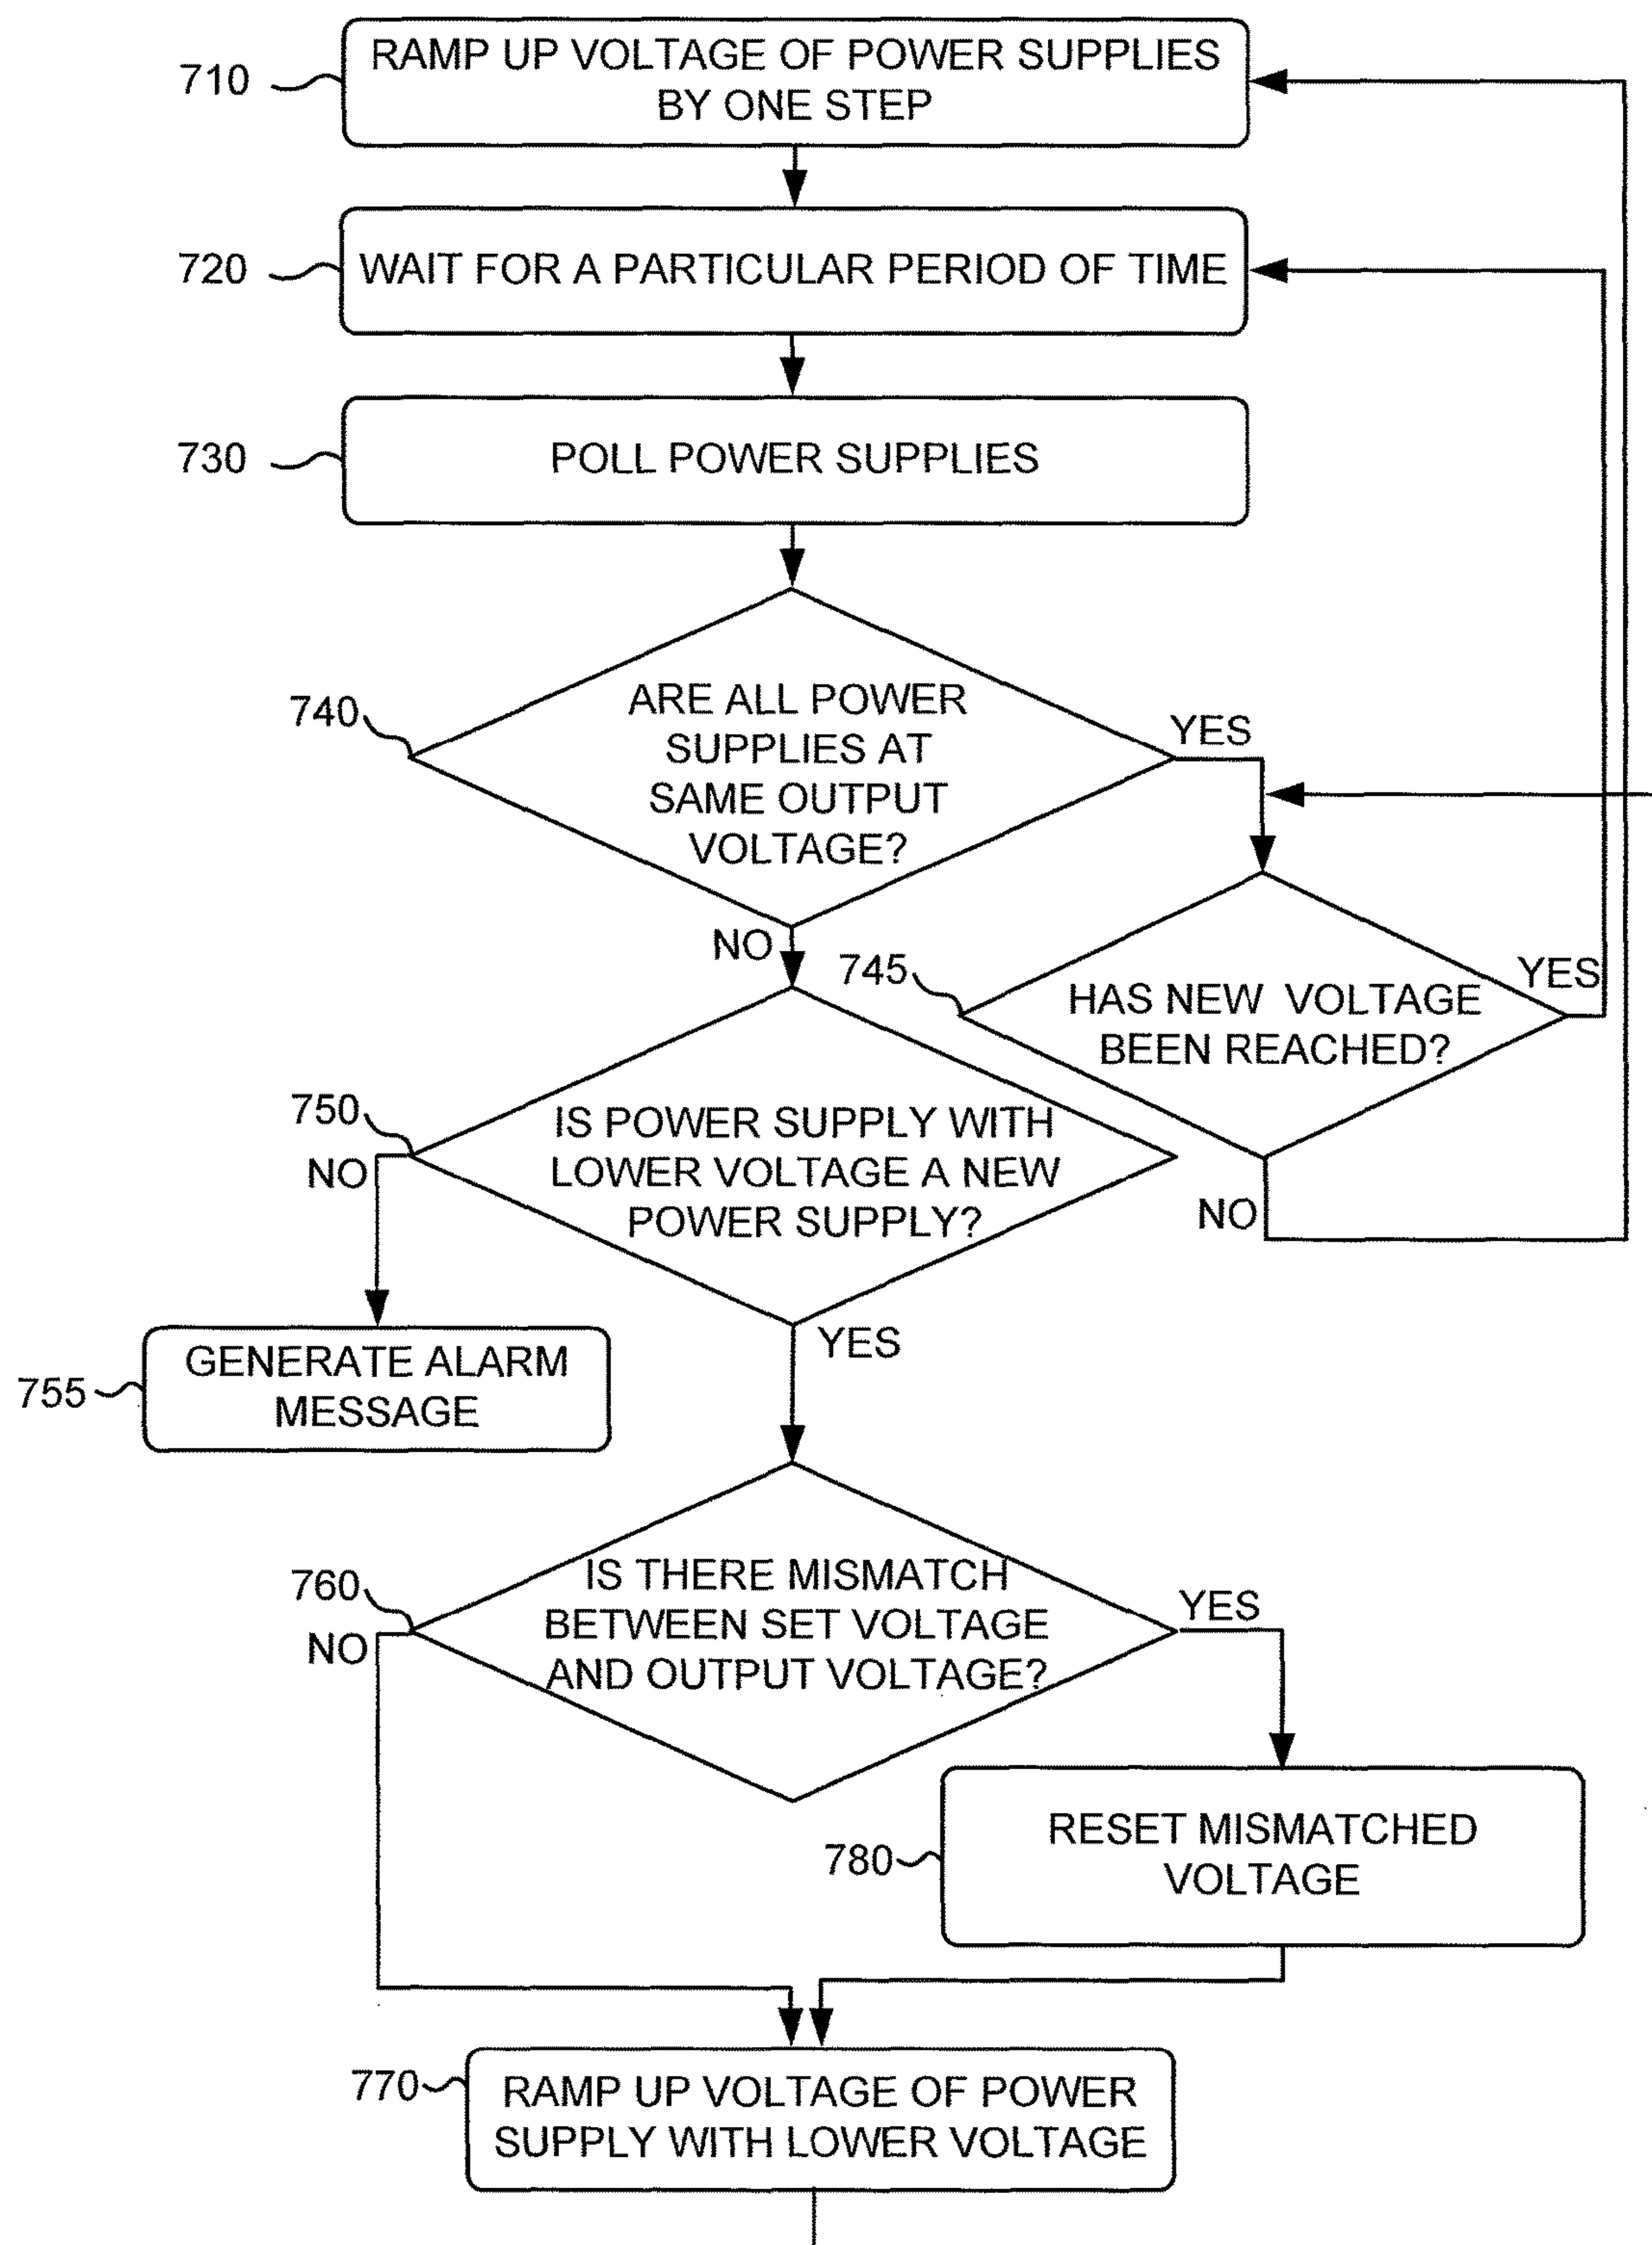 710
RAMP UP VOLTAGE OF POWER SUPPLIES
BY ONE STEP
720
WAIT FOR A PARTICULAR PERIOD OF TIME
730
POLL POWER SUPPLIES
740
ARE ALL POWER
SUPPLIES AT
SAME OUTPUT
VOLTAGE?
YES
NO
745
HAS NEW VOLTAGE
BEEN REACHED?
YES
NO
750
IS POWER SUPPLY WITH
LOWER VOLTAGE A NEW
POWER SUPPLY?
NO
YES
755
GENERATE ALARM
MESSAGE
760
IS THERE MISMATCH
BETWEEN SET VOLTAGE
AND OUTPUT VOLTAGE?
NO
YES
780
RESET MISMATCHED
VOLTAGE
770
RAMP UP VOLTAGE OF POWER
SUPPLY WITH LOWER VOLTAGE